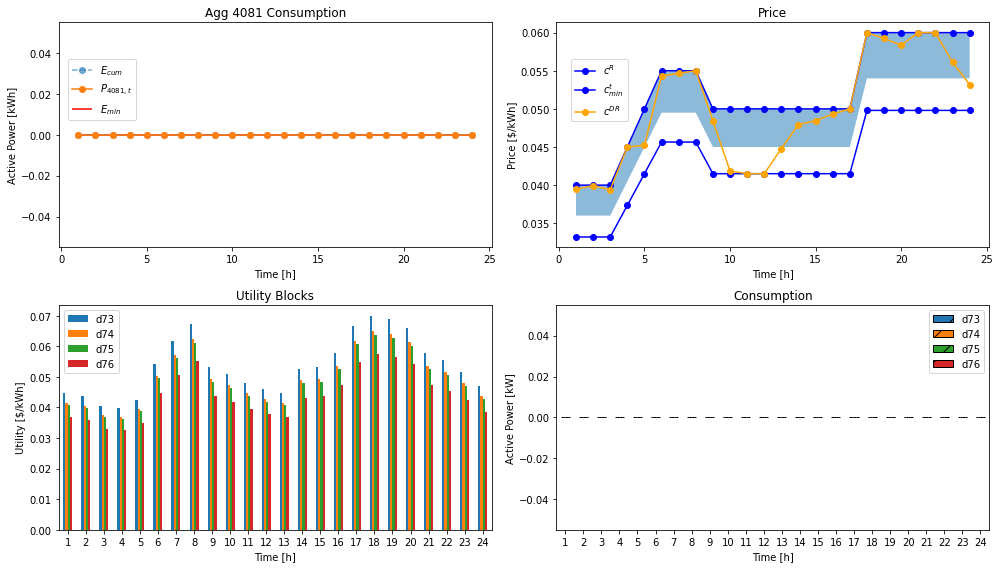 Agg 4081 Consumption
Active Power [kWh]
0.04
0.02
0.00
−0.02
−0.04
E_cum
P_4081, t
E_min
0 5 10 15 20 25
Time [h]
Price
Price [$/kWh]
0.060
0.055
0.050
0.045
0.040
0.035
c^R
c^t_min
c^DR
0 5 10 15 20 25
Time [h]
Utility Blocks
Utility [$/kWh]
0.07
0.06
0.05
0.04
0.03
0.02
0.01
0.00
d73
d74
d75
d76
1 2 3 4 5 6 7 8 9 10 11 12 13 14 15 16 17 18 19 20 21 22 23 24
Time [h]
Consumption
Active Power [kW]
0.04
0.02
0.00
−0.02
−0.04
d73
d74
d75
d76
1 2 3 4 5 6 7 8 9 10 11 12 13 14 15 16 17 18 19 20 21 22 23 24
Time [h]